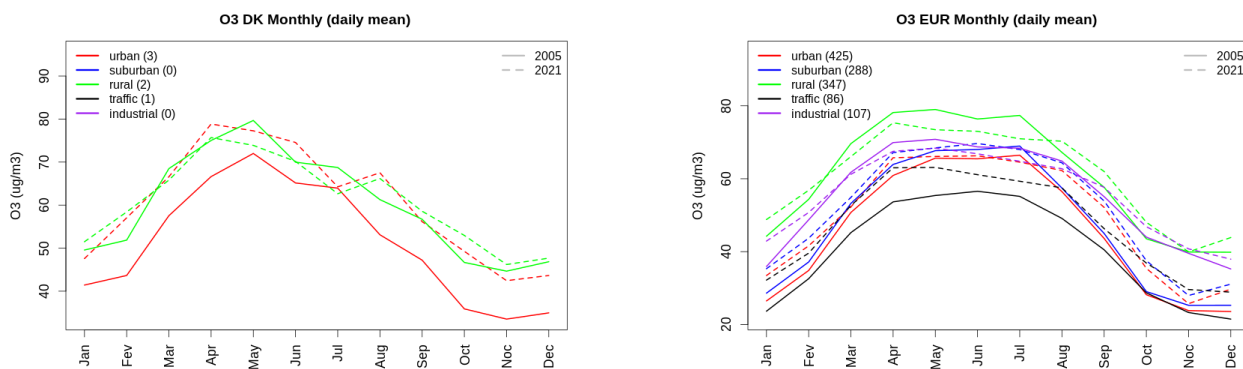 O3 DK Monthly (daily mean)
O3 (ug/m3)
90
80
70
60
50
40
urban (3)
suburban (0)
rural (2)
traffic (1)
industrial (0)
2005
2021
Jan
Fev
Mar
Apr
May
Jun
Jul
Aug
Sep
Oct
Noc
Dec
O3 EUR Monthly (daily mean)
O3 (ug/m3)
80
60
40
20
urban (425)
suburban (288)
rural (347)
traffic (86)
industrial (107)
2005
2021
Jan
Fev
Mar
Apr
May
Jun
Jul
Aug
Sep
Oct
Noc
Dec